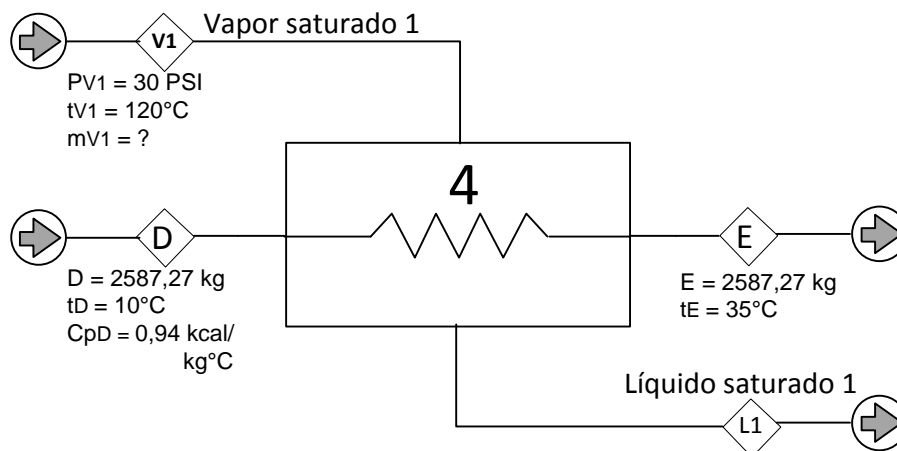 V1
Vapor saturado 1
PV1 = 30 PSI
tV1 = 120°C
mV1 = ?
4
D
D = 2587,27 kg
tD = 10°C
CpD = 0,94 kcal/
kg°C
E
E = 2587,27 kg
tE = 35°C
Líquido saturado 1
L1